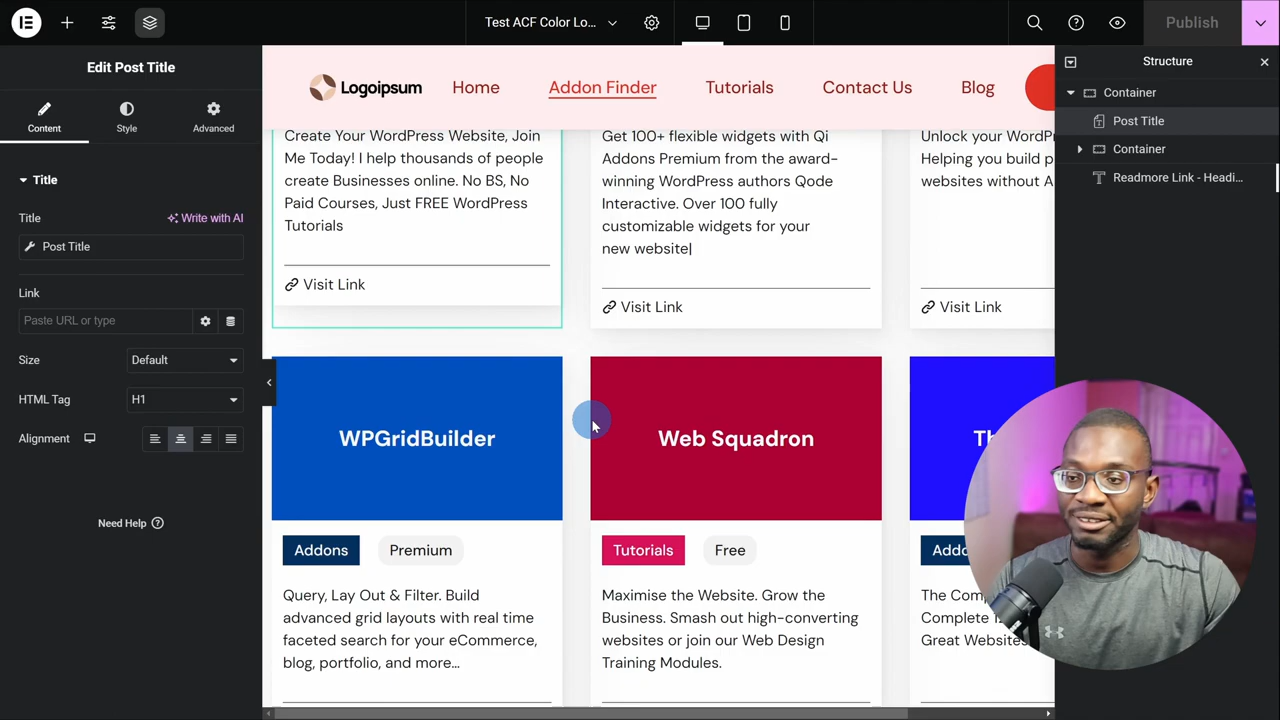 Test ACF Color Lo...
Publish
Edit Post Title
Content
Style
Advanced
Title
Title
Write with AI
Post Title
Link
Paste URL or type
Size
Default
HTML Tag
H1
Alignment
Need Help
Logoipsum
Home
Addon Finder
Tutorials
Contact Us
Blog
Create Your WordPress Website, Join
Me Today! I help thousands of people
create Businesses online. No BS, No
Paid Courses, Just FREE WordPress
Tutorials
Visit Link
Get 100+ flexible widgets with Qi
Addons Premium from the award-
winning WordPress authors Qode
Interactive. Over 100 fully
customizable widgets for your
new website|
Visit Link
Unlock your
Helping you build
websites without
Visit Link
WPGridBuilder
Addons
Premium
Query, Lay Out & Filter. Build
advanced grid layouts with real time
faceted search for your eCommerce,
blog, portfolio, and more...
Web Squadron
Tutorials
Free
Maximise the Website. Grow the
Business. Smash out high-converting
websites or join our Web Design
Training Modules.
The
Complete
Great
Structure
Container
Post Title
Container
Readmore Link - Headi...